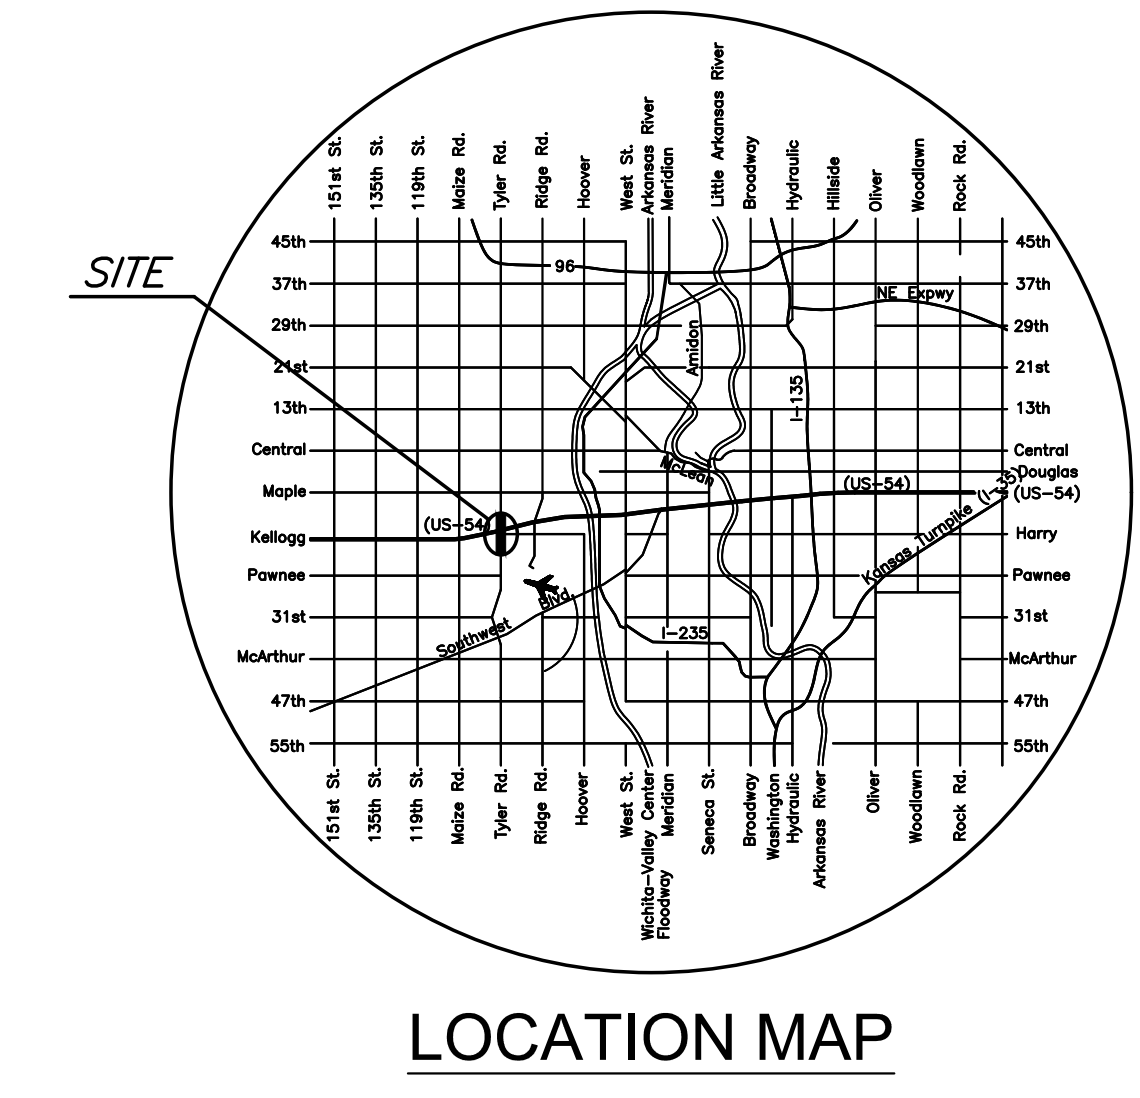 151st St.
135th St.
119th St.
Maize Rd.
Tyler Rd.
Ridge Rd.
Hoover
West St.
Arkansas River
Meridian
Little Arkansas River
Broadway
Hydraulic
Hillside
Oliver
Woodlawn
Rock Rd.
SITE
45th
37th
29th
21st
13th
Central
Maple
Kellogg
Pawnee
31st
McArthur
47th
55th
96
NE Expwy
Amidon
I-135
McLean
(US-54)
(US-54)
Kansas Turnpike (I-35)
Southwest Blvd.
I-235
45th
37th
29th
21st
13th
Central
Douglas
(US-54)
Harry
Pawnee
31st
McArthur
47th
55th
151st St.
135th St.
119th St.
Maize Rd.
Tyler Rd.
Ridge Rd.
Hoover
West St.
Wichita-Valley Center
Floodway
Meridian
Seneca St.
Broadway
Washington
Hydraulic
Arkansas River
Oliver
Woodlawn
Rock Rd.
LOCATION MAP